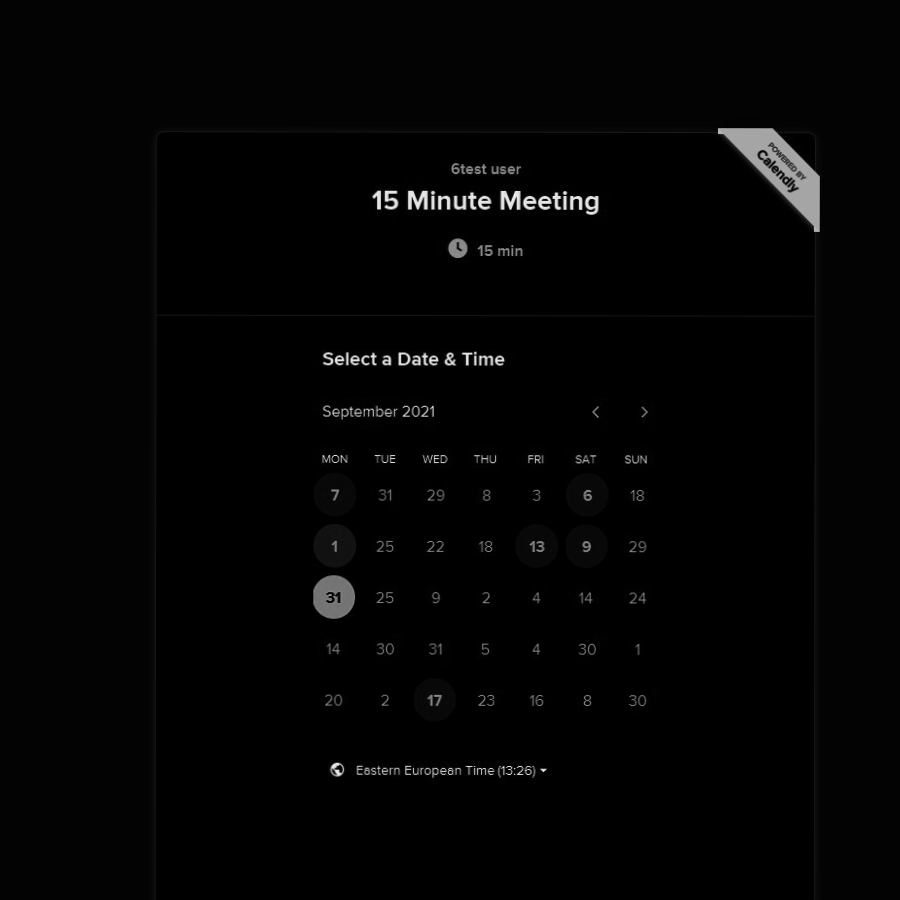 POWERED BY
Calendly
6test user
15 Minute Meeting
15 min
Select a Date & Time
September 2021
MON TUE WED THU FRI SAT SUN
7 31 29 8 3 6 18
1 25 22 18 13 9 29
31 25 9 2 4 14 24
14 30 31 5 4 30 1
20 2 17 23 16 8 30
Eastern European Time (13:26)